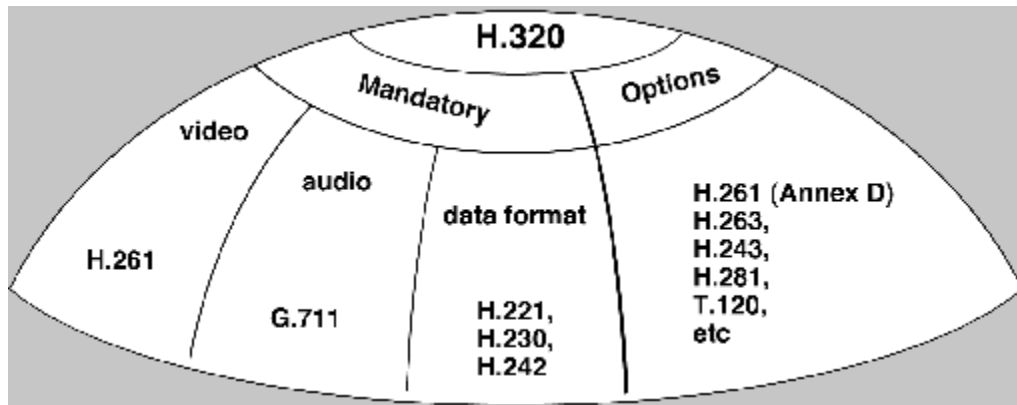 H.320
Mandatory
Options
video
H.261
audio
G.711
data format
H.221,
H.230,
H.242
H.261 (Annex D)
H.263,
H.243,
H.281,
T.120,
etc